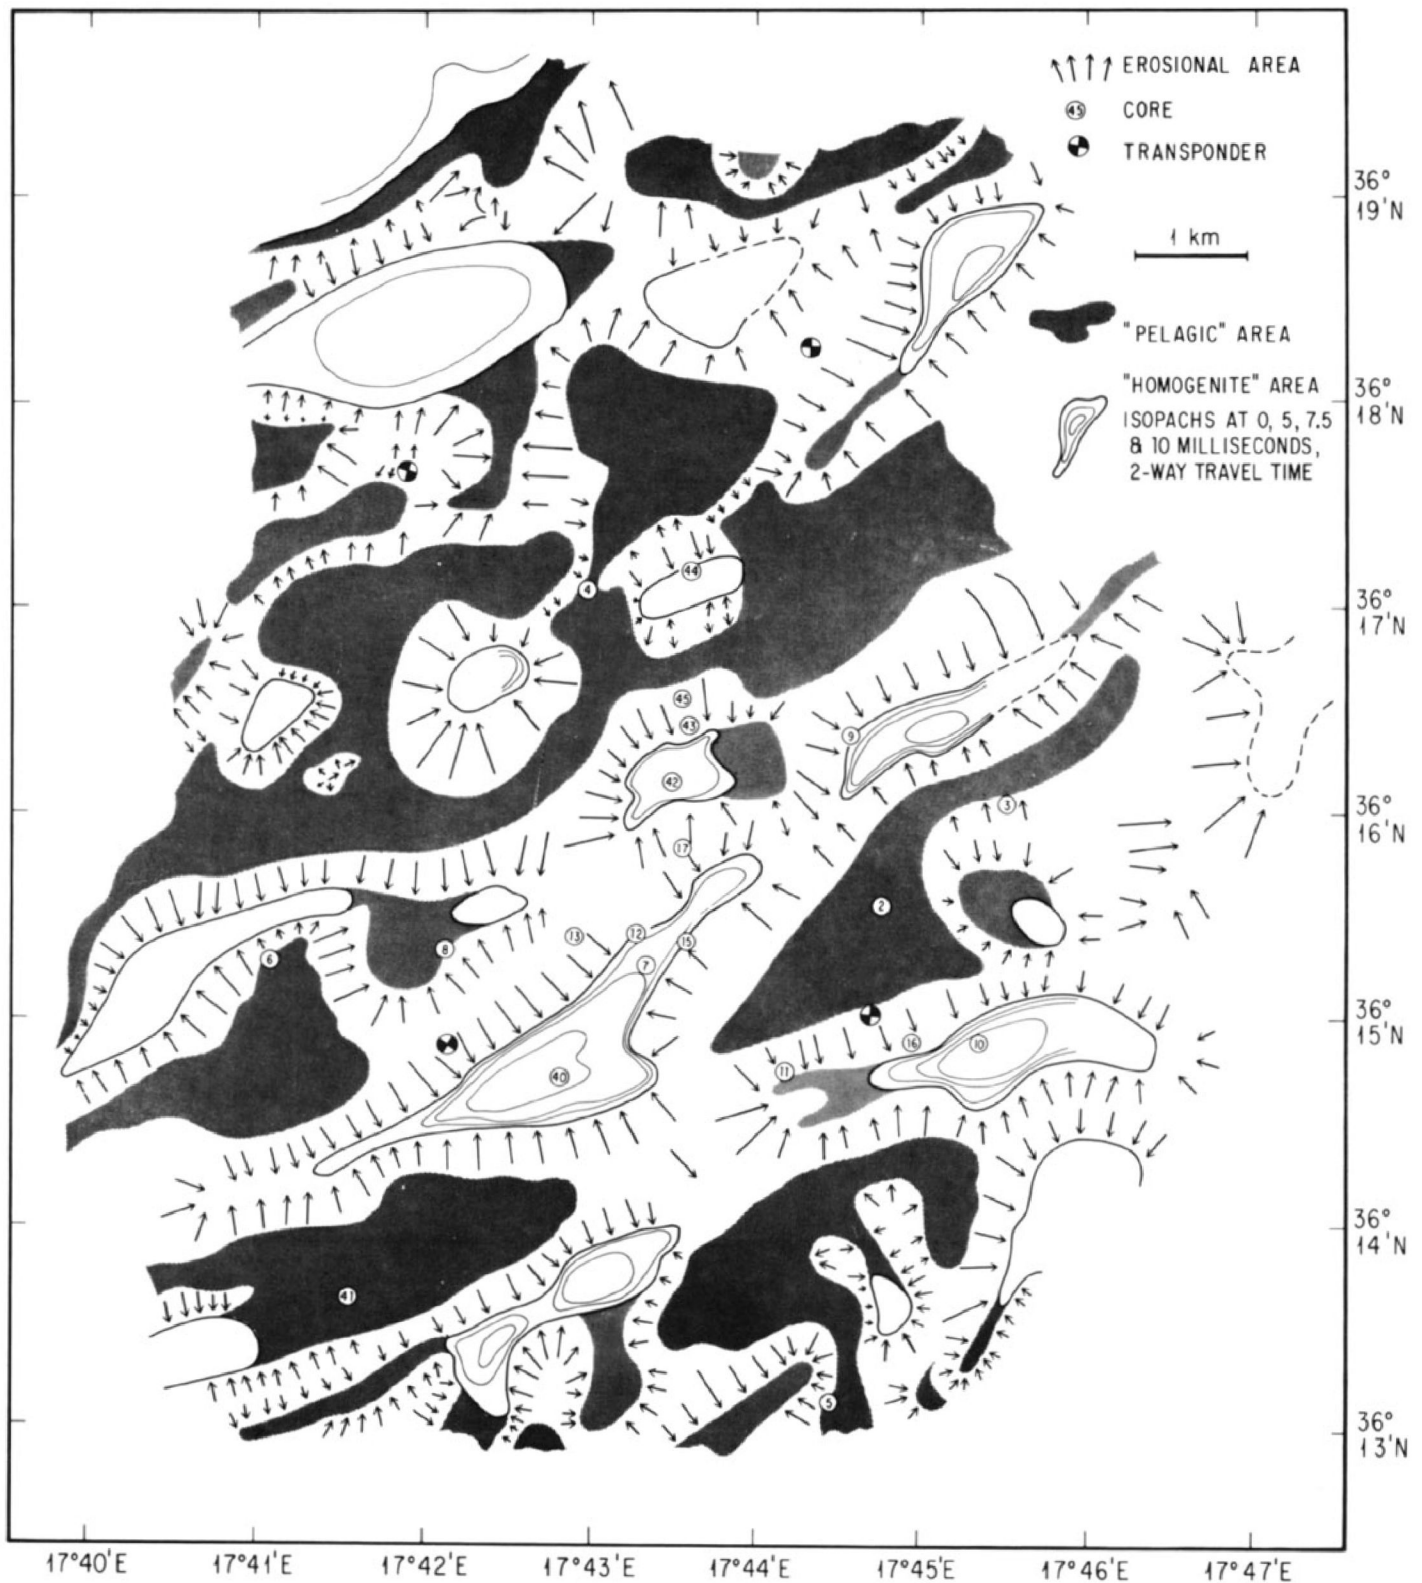 EROSIONAL AREA
45 CORE
TRANSPONDER
36°
19'N
1 km
"PELAGIC" AREA
"HOMOGENITE" AREA
36°
18'N
ISOPACHS AT 0, 5, 7.5
& 10 MILLISECONDS,
2-WAY TRAVEL TIME
44
4
36°
17'N
45
43
9
42
3
36°
16'N
17
2
13
12
15
8
6
7
36°
15'N
16
10
11
40
36°
14'N
41
5
36°
13'N
17°40'E 17°41'E 17°42'E 17°43'E 17°44'E 17°45'E 17°46'E 17°47'E